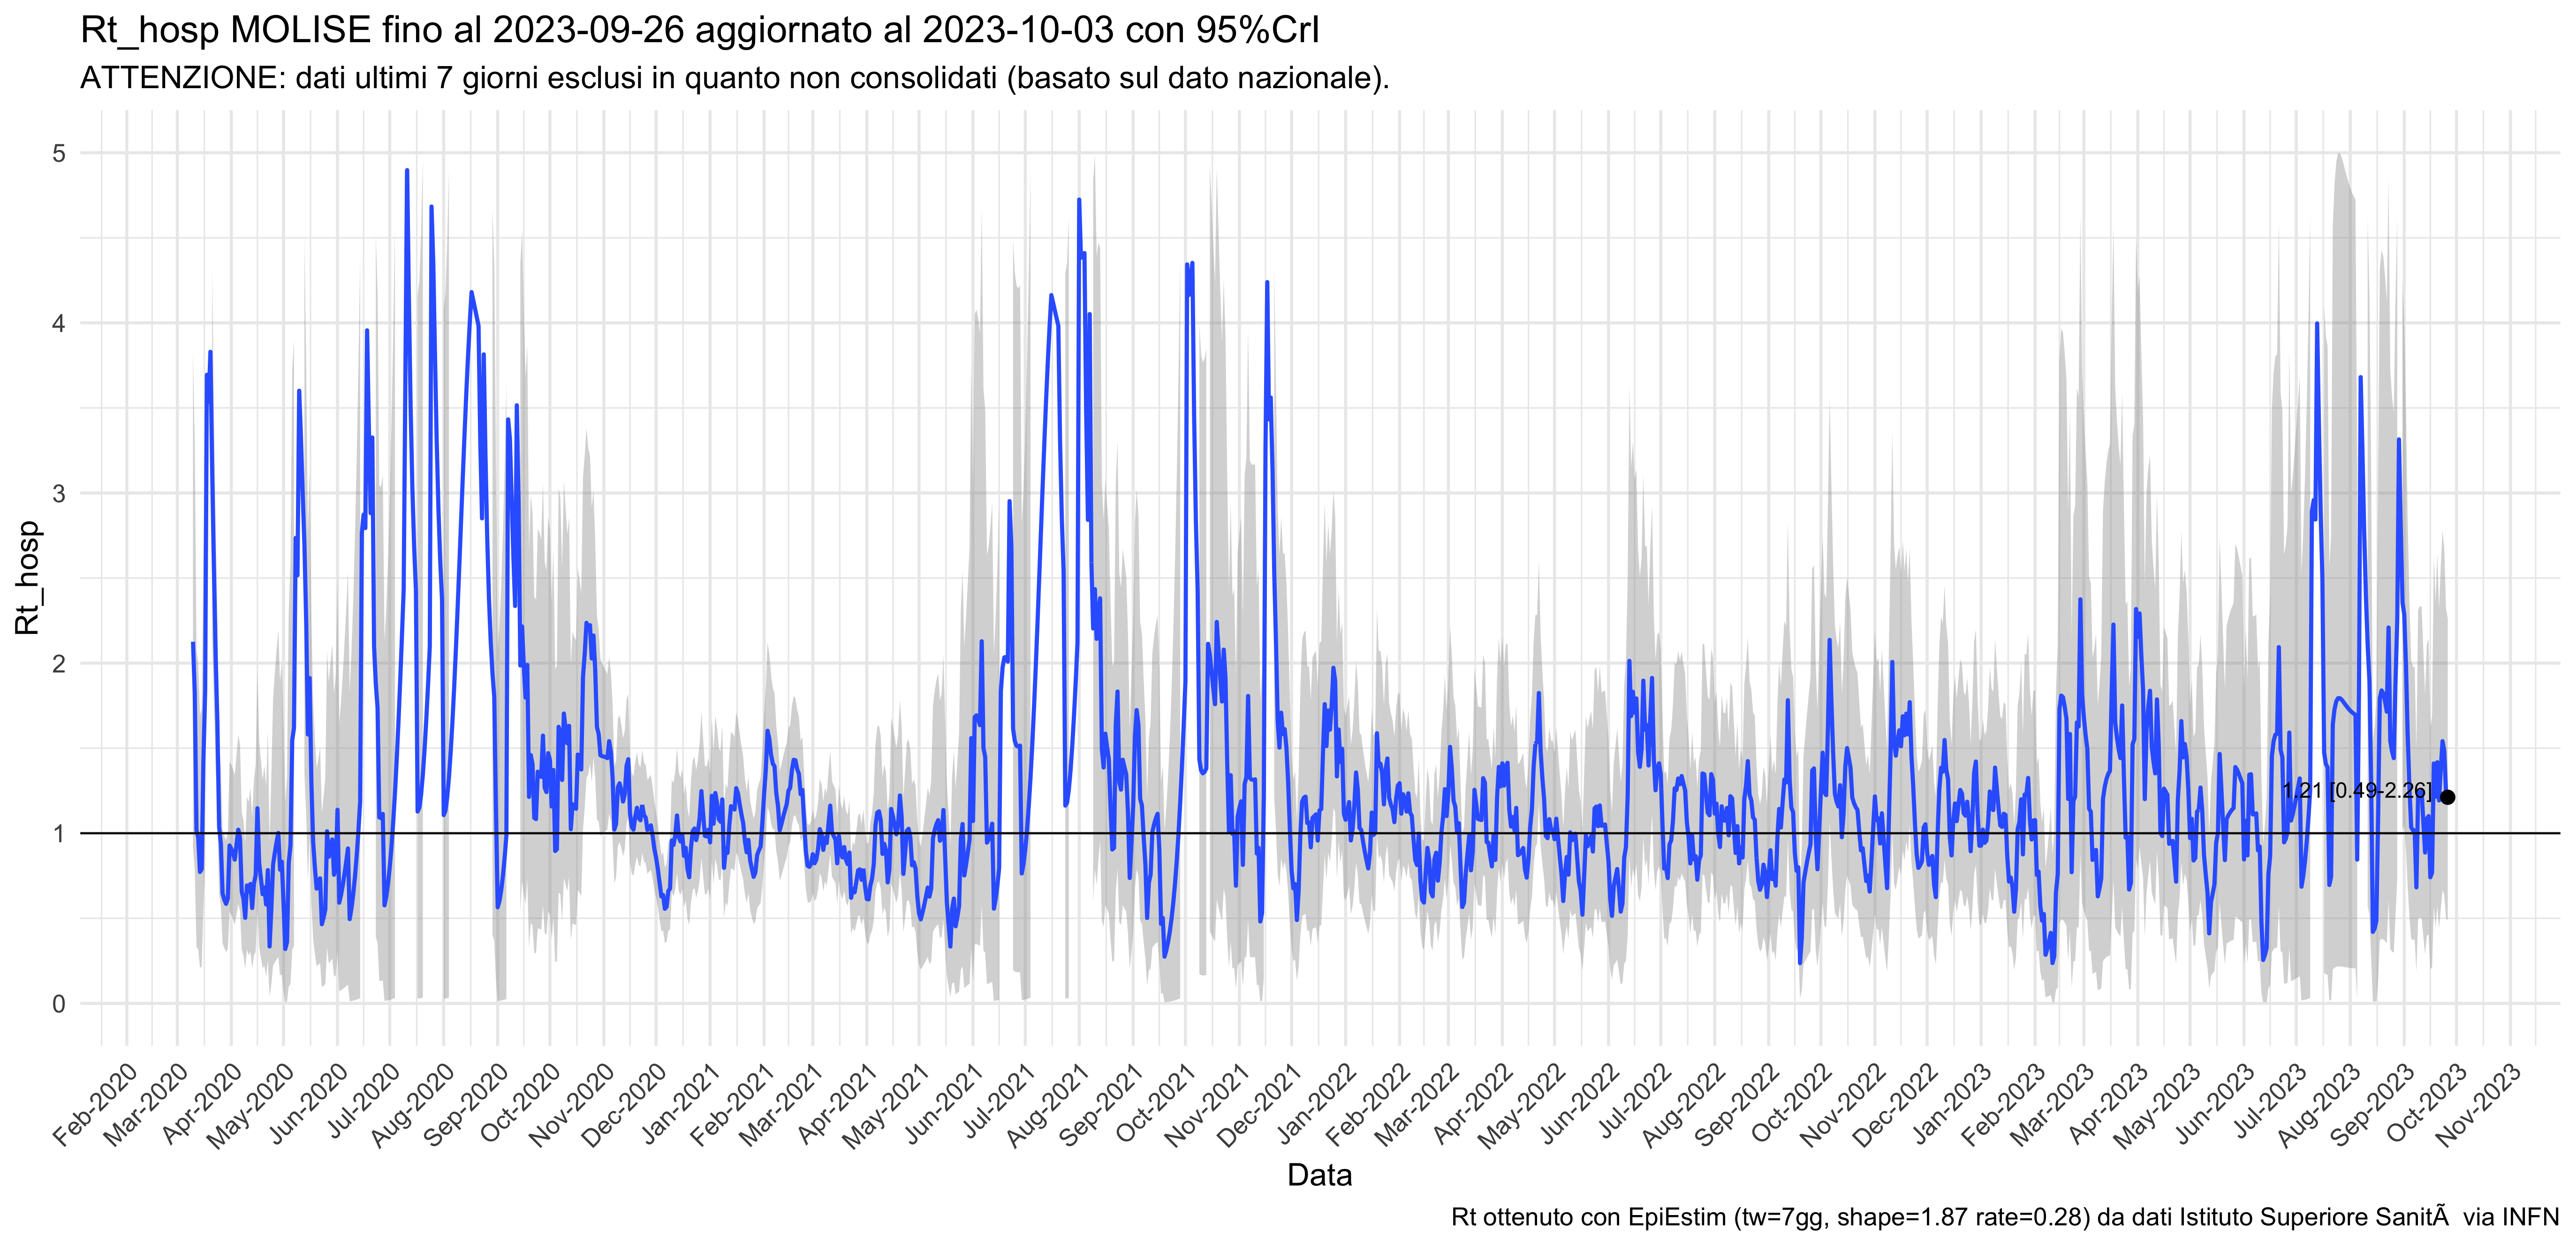 Rt_hosp MOLISE fino al 2023-09-26 aggiornato al 2023-10-03 con 95%CrI
ATTENZIONE: dati ultimi 7 giorni esclusi in quanto non consolidati (basato sul dato nazionale).
5
4
3
2
1
0
Rt_hosp
1.21 [0.49-2.26]
Feb-2020
Mar-2020
Apr-2020
May-2020
Jun-2020
Jul-2020
Aug-2020
Sep-2020
Oct-2020
Nov-2020
Dec-2020
Jan-2021
Feb-2021
Mar-2021
Apr-2021
May-2021
Jun-2021
Jul-2021
Aug-2021
Sep-2021
Oct-2021
Nov-2021
Dec-2021
Jan-2022
Feb-2022
Mar-2022
Apr-2022
May-2022
Jun-2022
Jul-2022
Aug-2022
Sep-2022
Oct-2022
Nov-2022
Dec-2022
Jan-2023
Feb-2023
Mar-2023
Apr-2023
May-2023
Jun-2023
Jul-2023
Aug-2023
Sep-2023
Oct-2023
Nov-2023
Data
Rt ottenuto con EpiEstim (tw=7gg, shape=1.87 rate=0.28) da dati Istituto Superiore SanitÃ  via INFN